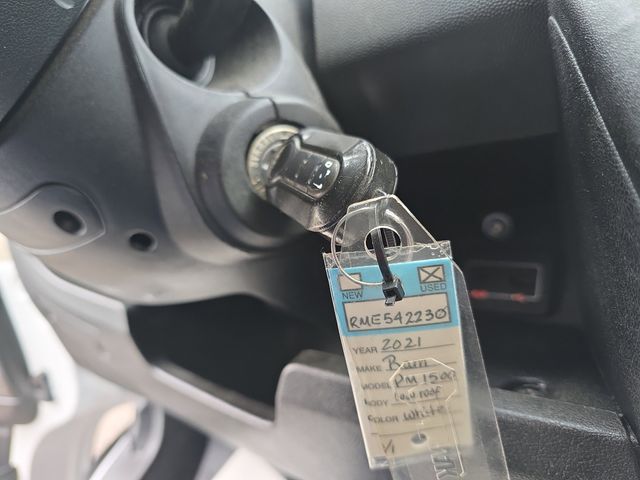 NEW USED
RME542230
YEAR 2021
MAKE Ram
MODEL PM 1500
BODY low roof
COLOR White